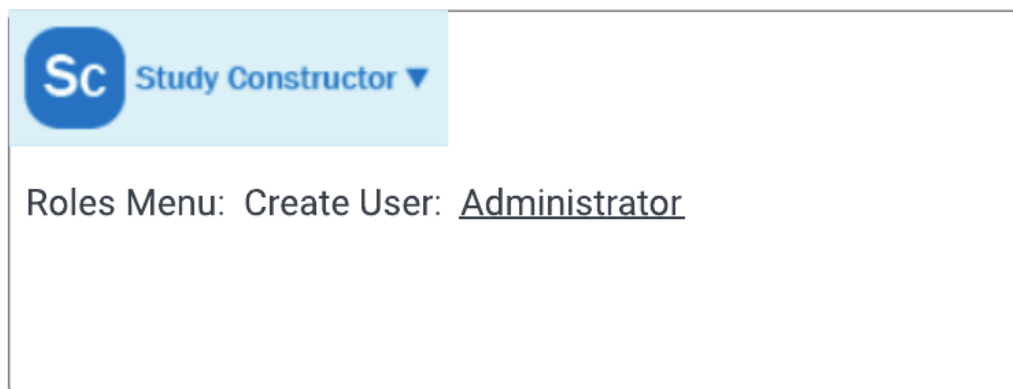 Sc Study Constructor ▼
Roles Menu: Create User: Administrator